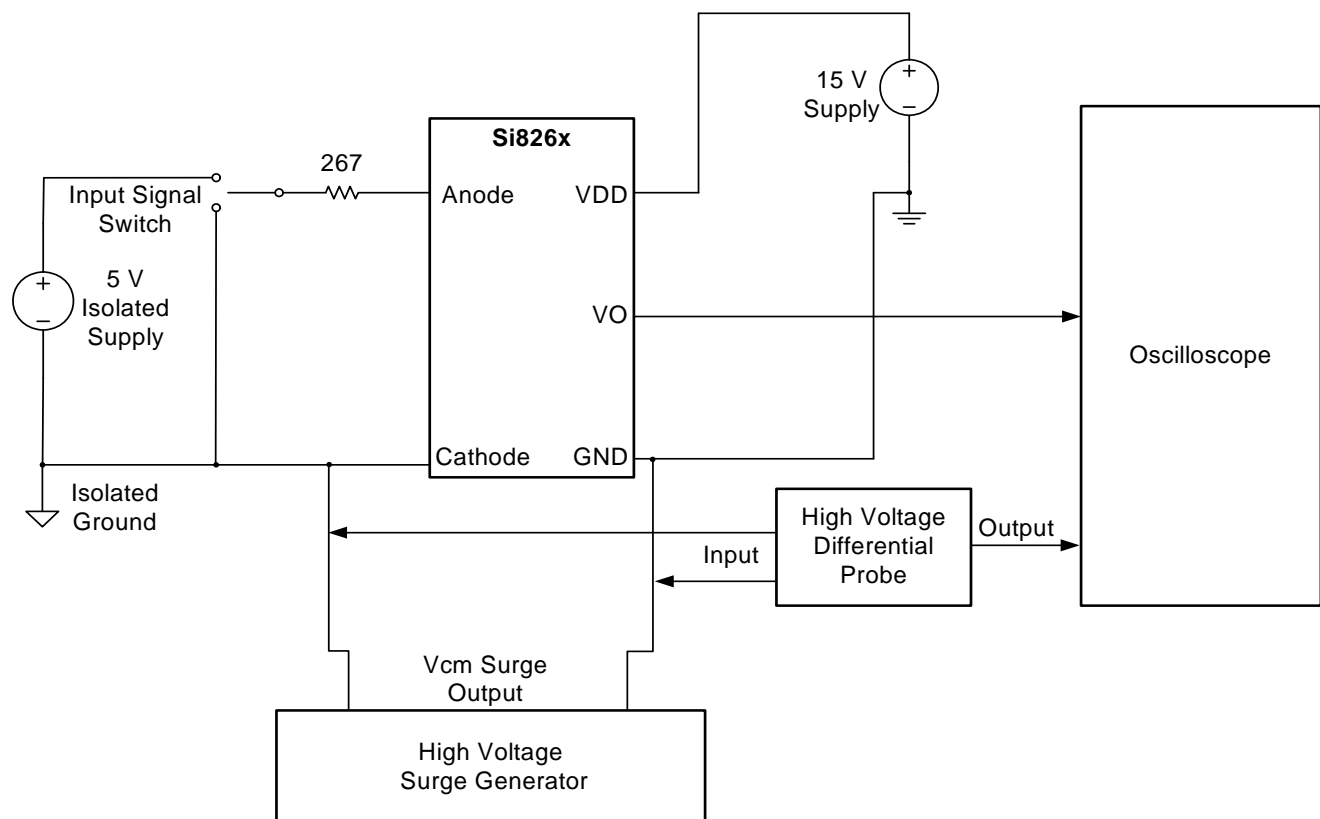 15 V
Supply
Si826x
267
Input Signal
Switch
Anode
VDD
5 V
Isolated
Supply
VO
Oscilloscope
Cathode
GND
Isolated
Ground
High Voltage
Differential
Probe
Output
Input
Vcm Surge
Output
High Voltage
Surge Generator